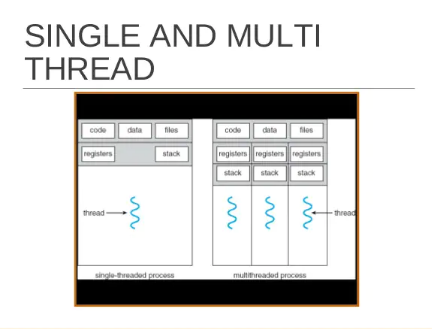 SINGLE AND MULTI
THREAD
code data files code data files
registers stack registers registers registers
stack stack stack
thread thread
single-threaded process multithreaded process